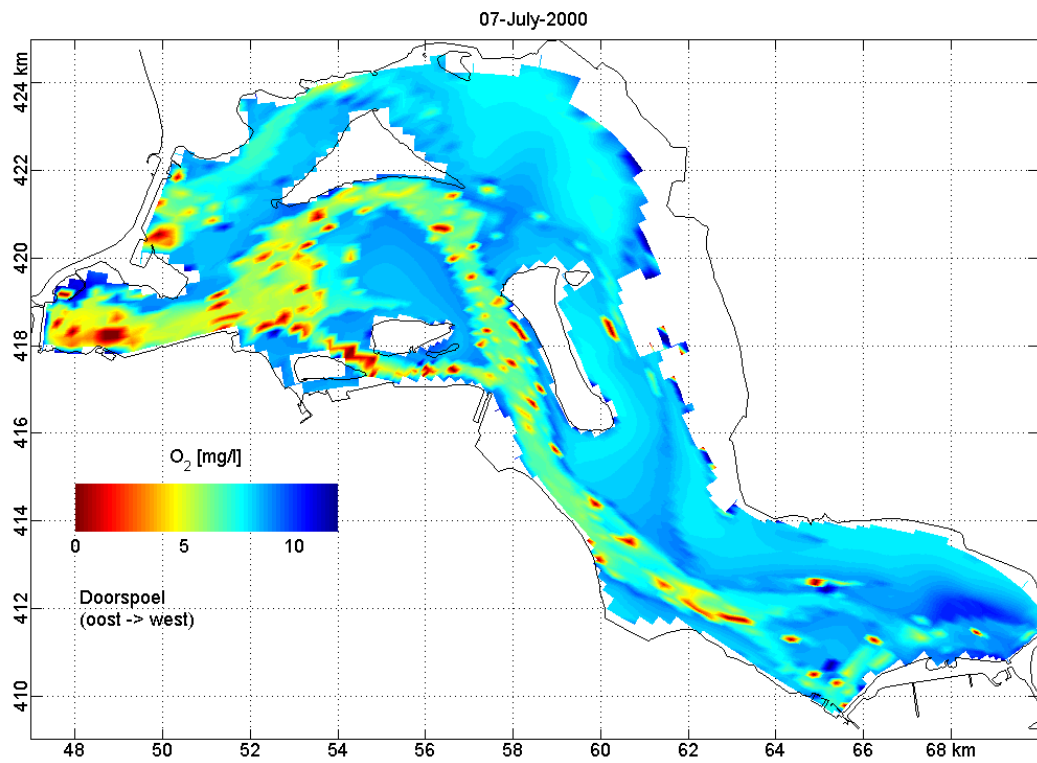 07-July-2000
424 km
422
420
418
416
414
412
410
O2 [mg/l]
0 5 10
Doorspoel
(oost -> west)
48 50 52 54 56 58 60 62 64 66 68 km